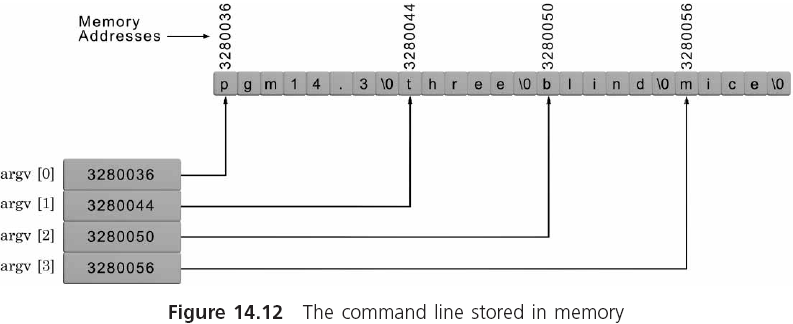 Memory
Addresses
3280036
3280044
3280050
3280056
p g m 1 4 . 3 \0 t h r e e \0 b l i n d \0 m i c e \0
argv [0] 3280036
argv [1] 3280044
argv [2] 3280050
argv [3] 3280056
Figure 14.12 The command line stored in memory